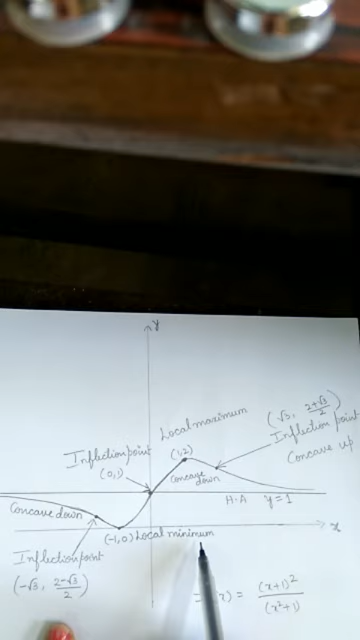 y
Local maximum
(√3, 2+√3/2)
Inflection point
(0,1)
(1,2)
Inflection point
Concave up
Concave down
Concave down
H.A y=1
x
(-1,0) Local minimum
Inflection point
(-√3, 2-√3/2)
(x) = (x+1)²/(x²+1)